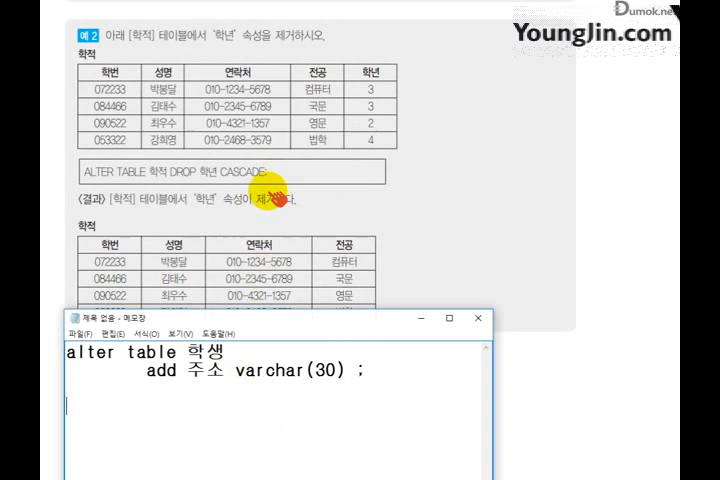 Dumok.ne
YoungJin.com
예 2 아래 [학적] 테이블에서 '학년' 속성을 제거하시오.
학적
학번 성명 연락처 전공 학년
072233 박봉달 010-1234-5678 컴퓨터 3
084466 김태수 010-2345-6789 국문 3
090522 최우수 010-4321-1357 영문 2
053322 강희영 010-2468-3579 법학 4
ALTER TABLE 학적 DROP 학년 CASCADE;
<결과> [학적] 테이블에서 '학년' 속성이
학적
학번 성명 연락처 전공
072233 박봉달 010-1234-5678 컴퓨터
084466 김태수 010-2345-6789 국문
090522 최우수 010-4321-1357 영문
제목 없음 - 메모장
파일(F) 편집(E) 서식(O) 보기(V) 도움말(H)
alter table 학생
add 주소 varchar(30) ;